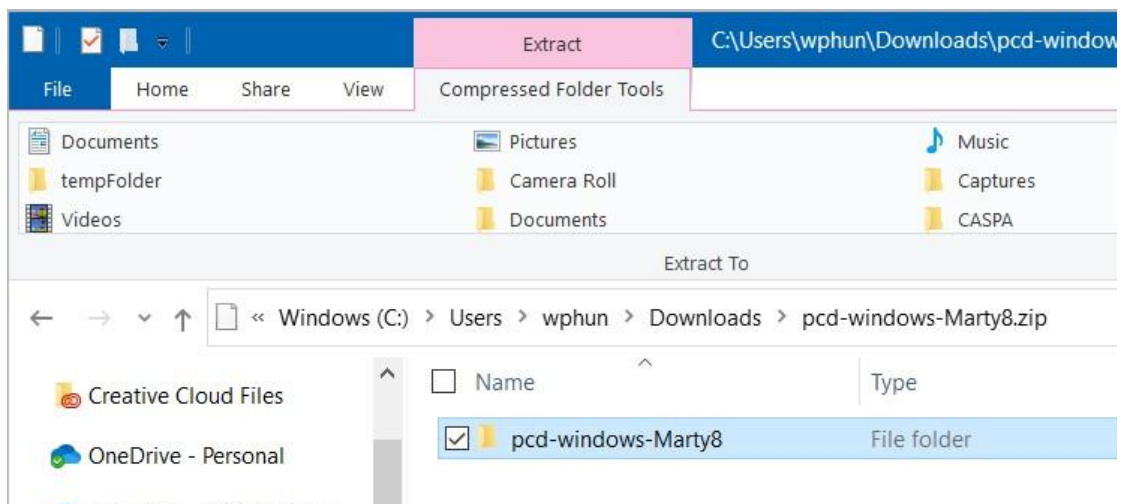 Extract C:\Users\wphun\Downloads\pcd-window
File Home Share View Compressed Folder Tools
Documents Pictures Music
tempFolder Camera Roll Captures
Videos Documents CASPA
Extract To
« Windows (C:) > Users > wphun > Downloads > pcd-windows-Marty8.zip
Name Type
Creative Cloud Files
pcd-windows-Marty8 File folder
OneDrive - Personal